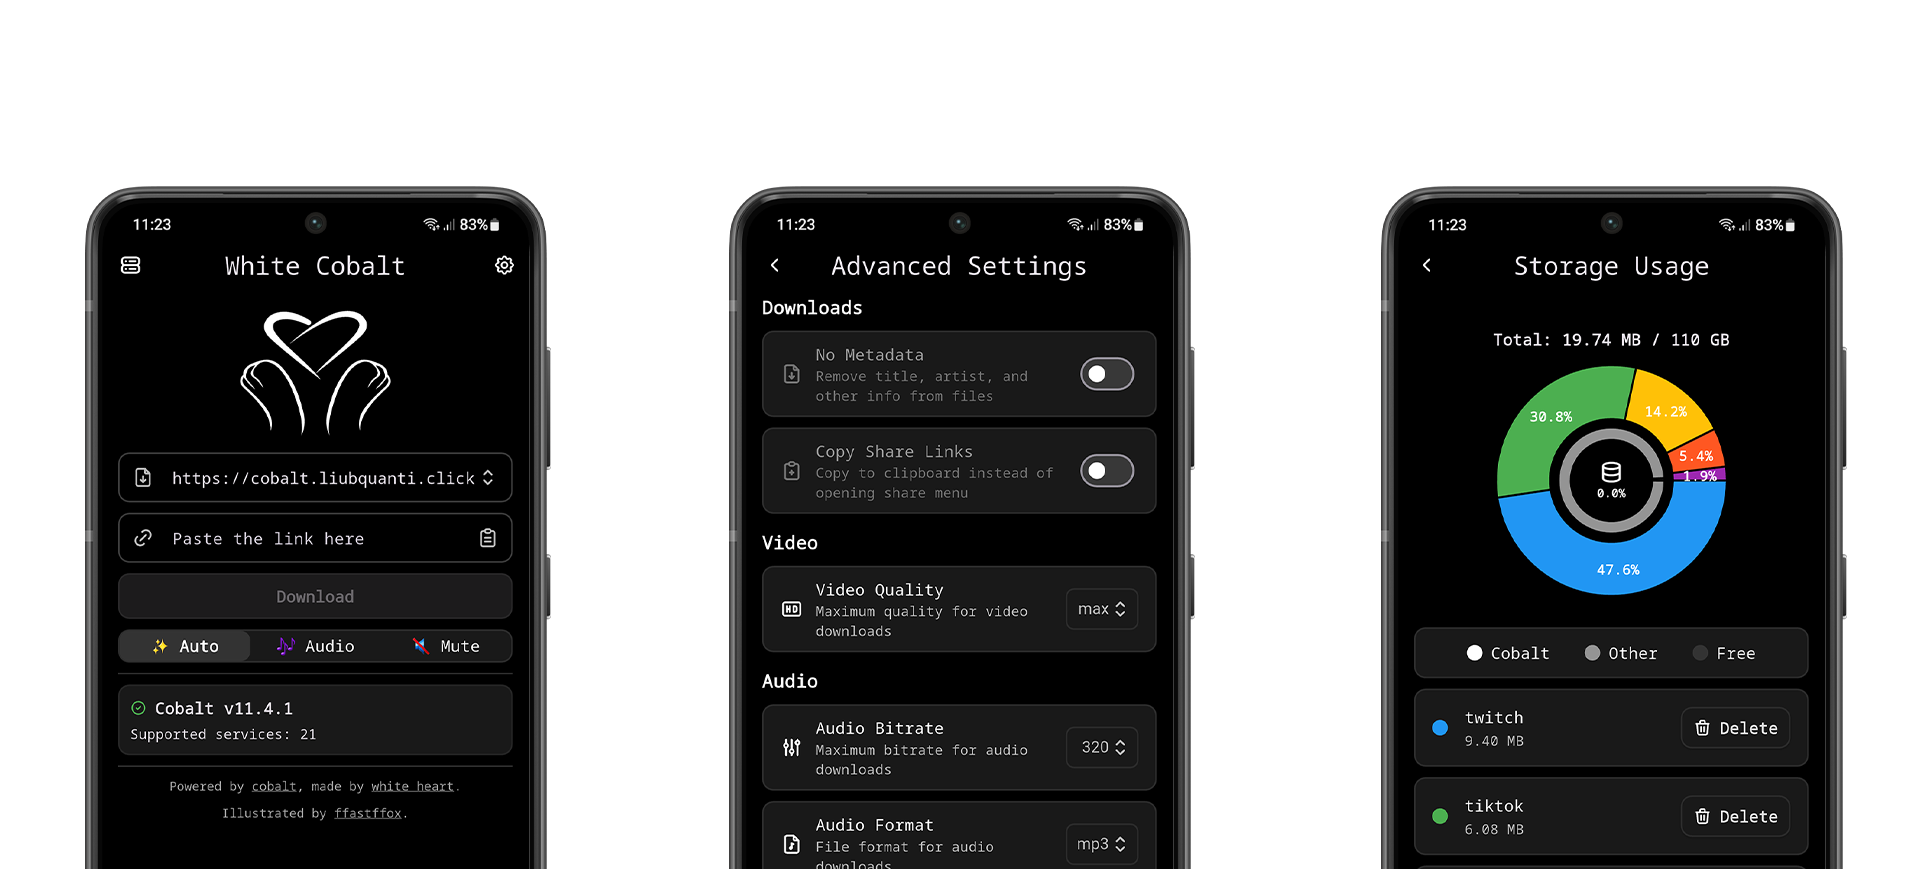 11:23
83%
White Cobalt
https://cobalt.liubquanti.click
Paste the link here
Download
✨ Auto
🎶 Audio
Mute
Cobalt v11.4.1
Supported services: 21
Powered by cobalt, made by white heart.
Illustrated by ffastffox.
11:23
83%
Advanced Settings
Downloads
No Metadata
Remove title, artist, and
other info from files
Copy Share Links
Copy to clipboard instead of
opening share menu
Video
HD
Video Quality
Maximum quality for video
downloads
max
Audio
Audio Bitrate
Maximum bitrate for audio
downloads
320
Audio Format
File format for audio
downloads
mp3
11:23
83%
Storage Usage
Total: 19.74 MB / 110 GB
30.8%
14.2%
5.4%
1.9%
0.0%
47.6%
Cobalt
Other
Free
twitch
9.40 MB
Delete
tiktok
6.08 MB
Delete